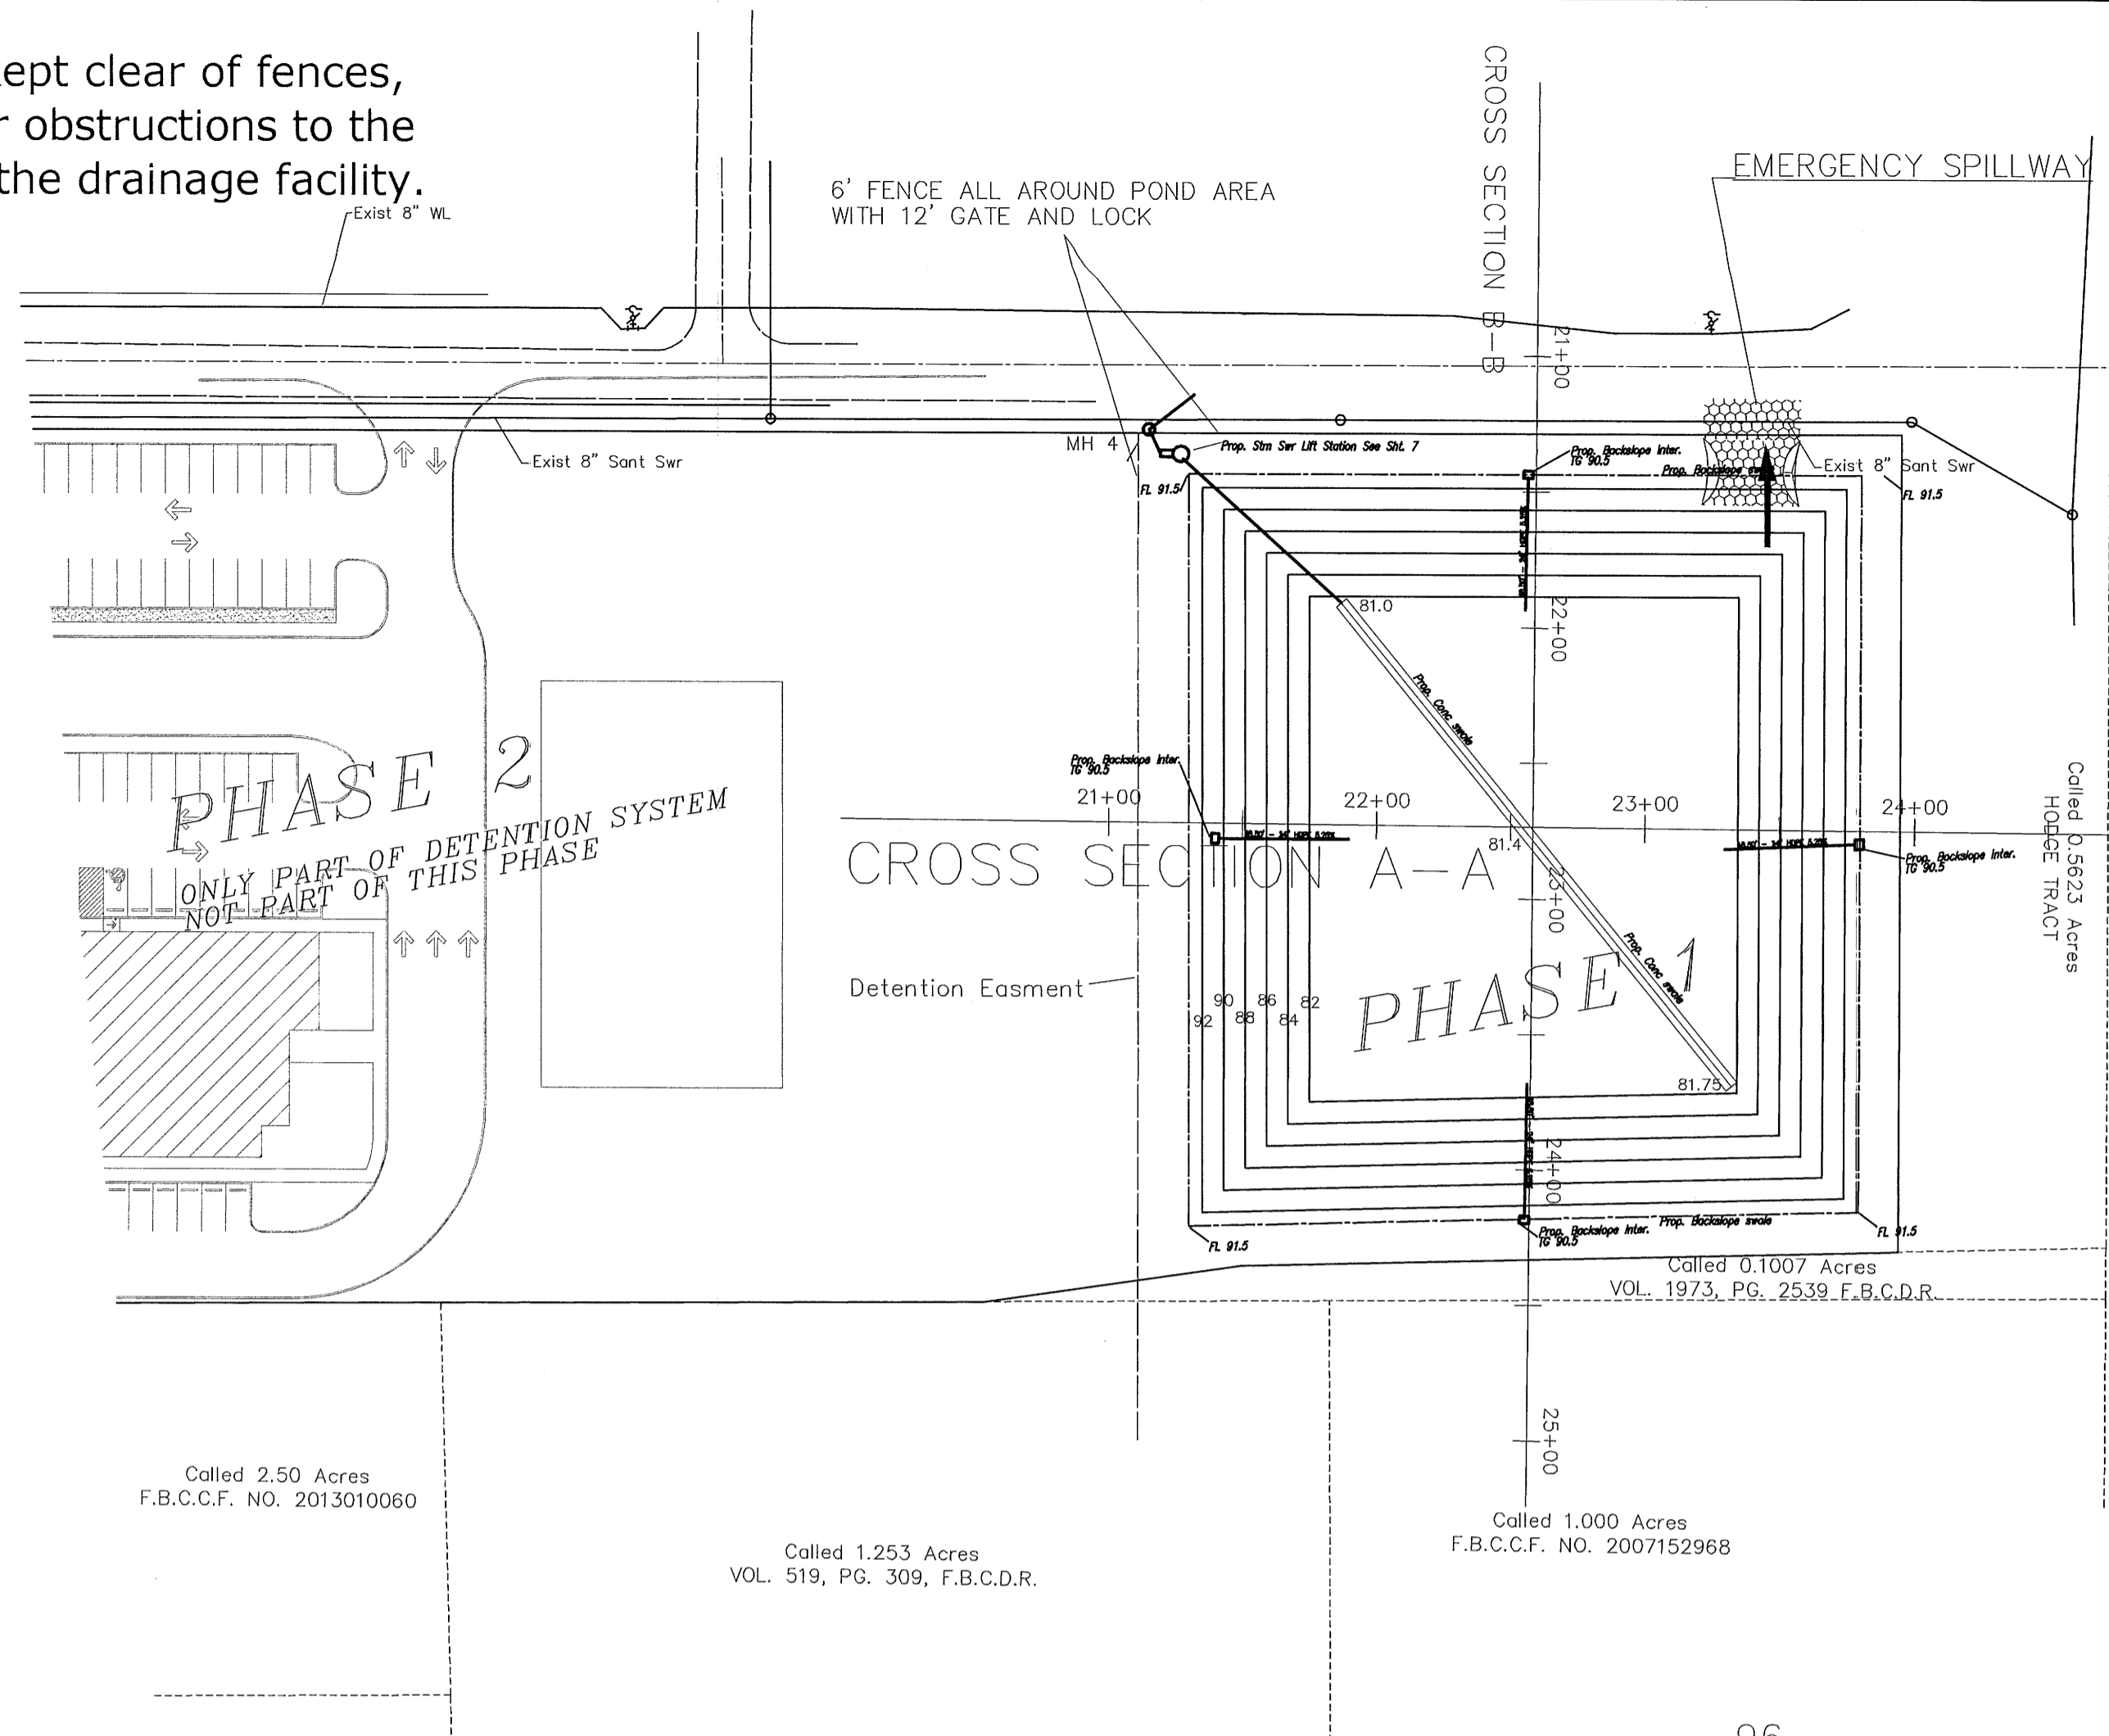 ept clear of fences,
r obstructions to the
the drainage facility.
Exist 8" WL
6' FENCE ALL AROUND POND AREA
WITH 12' GATE AND LOCK
CROSS SECTION B-B
EMERGENCY SPILLWAY
21+00
MH 4
Prop. Stm Swr Lift Station See Sht. 7
Exist 8" Sant Swr
Prop. Backslope Inter.
TG 90.5
Prop. Backslope
Exist 8" Sant Swr
FL 91.5
FL 91.5
81.0
22+00
Prop. Conc swale
PHASE 2
ONLY PART OF DETENTION SYSTEM
NOT PART OF THIS PHASE
Prop. Backslope Inter.
TG 90.5
21+00
22+00
23+00
24+00
81.4
CROSS SECTION A-A
Prop. Backslope Inter.
TG 90.5
Called 0.5623 Acres
HODGE TRACT
23+00
Prop. Conc swale
PHASE 1
Detention Easment
90
86
82
92
88
84
81.75
24+00
Prop. Backslope Inter.
TG 90.5
Prop. Backslope swale
FL 91.5
FL 91.5
Called 0.1007 Acres
VOL. 1973, PG. 2539 F.B.C.D.R.
25+00
Called 2.50 Acres
F.B.C.C.F. NO. 2013010060
Called 1.253 Acres
VOL. 519, PG. 309, F.B.C.D.R.
Called 1.000 Acres
F.B.C.C.F. NO. 2007152968